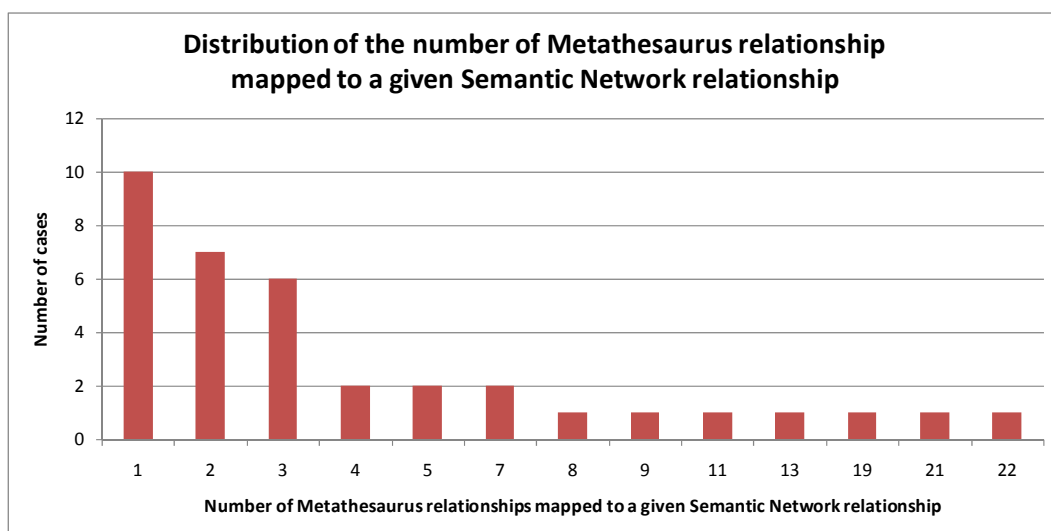 Distribution of the number of Metathesaurus relationship
mapped to a given Semantic Network relationship
12
10
8
6
4
2
0
Number of cases
1 2 3 4 5 7 8 9 11 13 19 21 22
Number of Metathesaurus relationships mapped to a given Semantic Network relationship